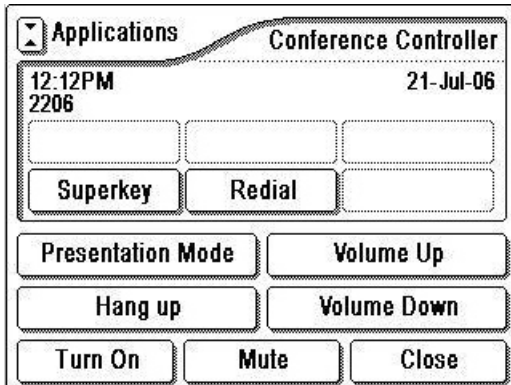 Applications
Conference Controller
12:12PM 21-Jul-06
2206
Superkey Redial
Presentation Mode Volume Up
Hang up Volume Down
Turn On Mute Close